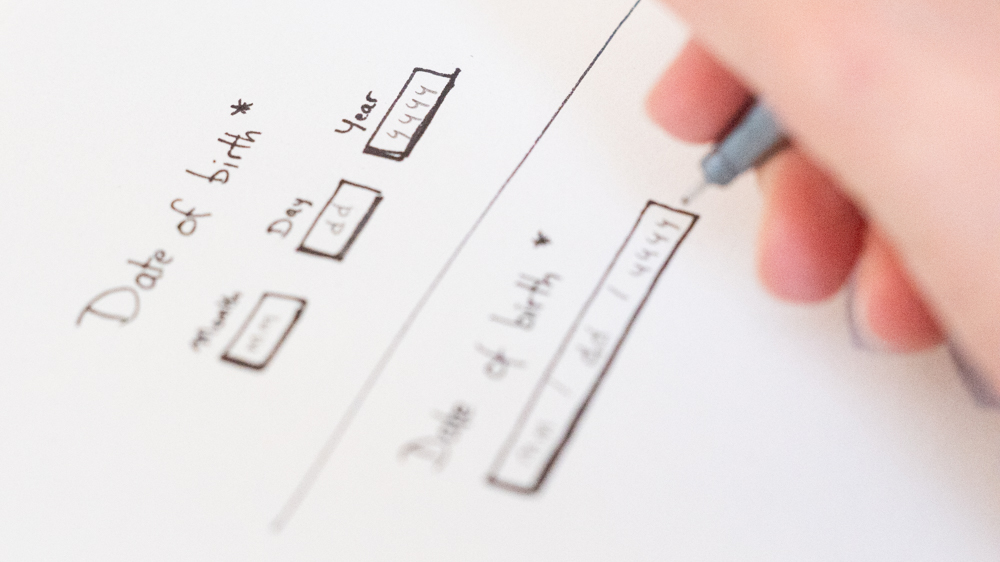 Date of birth *
Month Day Year
mm dd yyyy
Date of birth *
mm / dd / yyyy